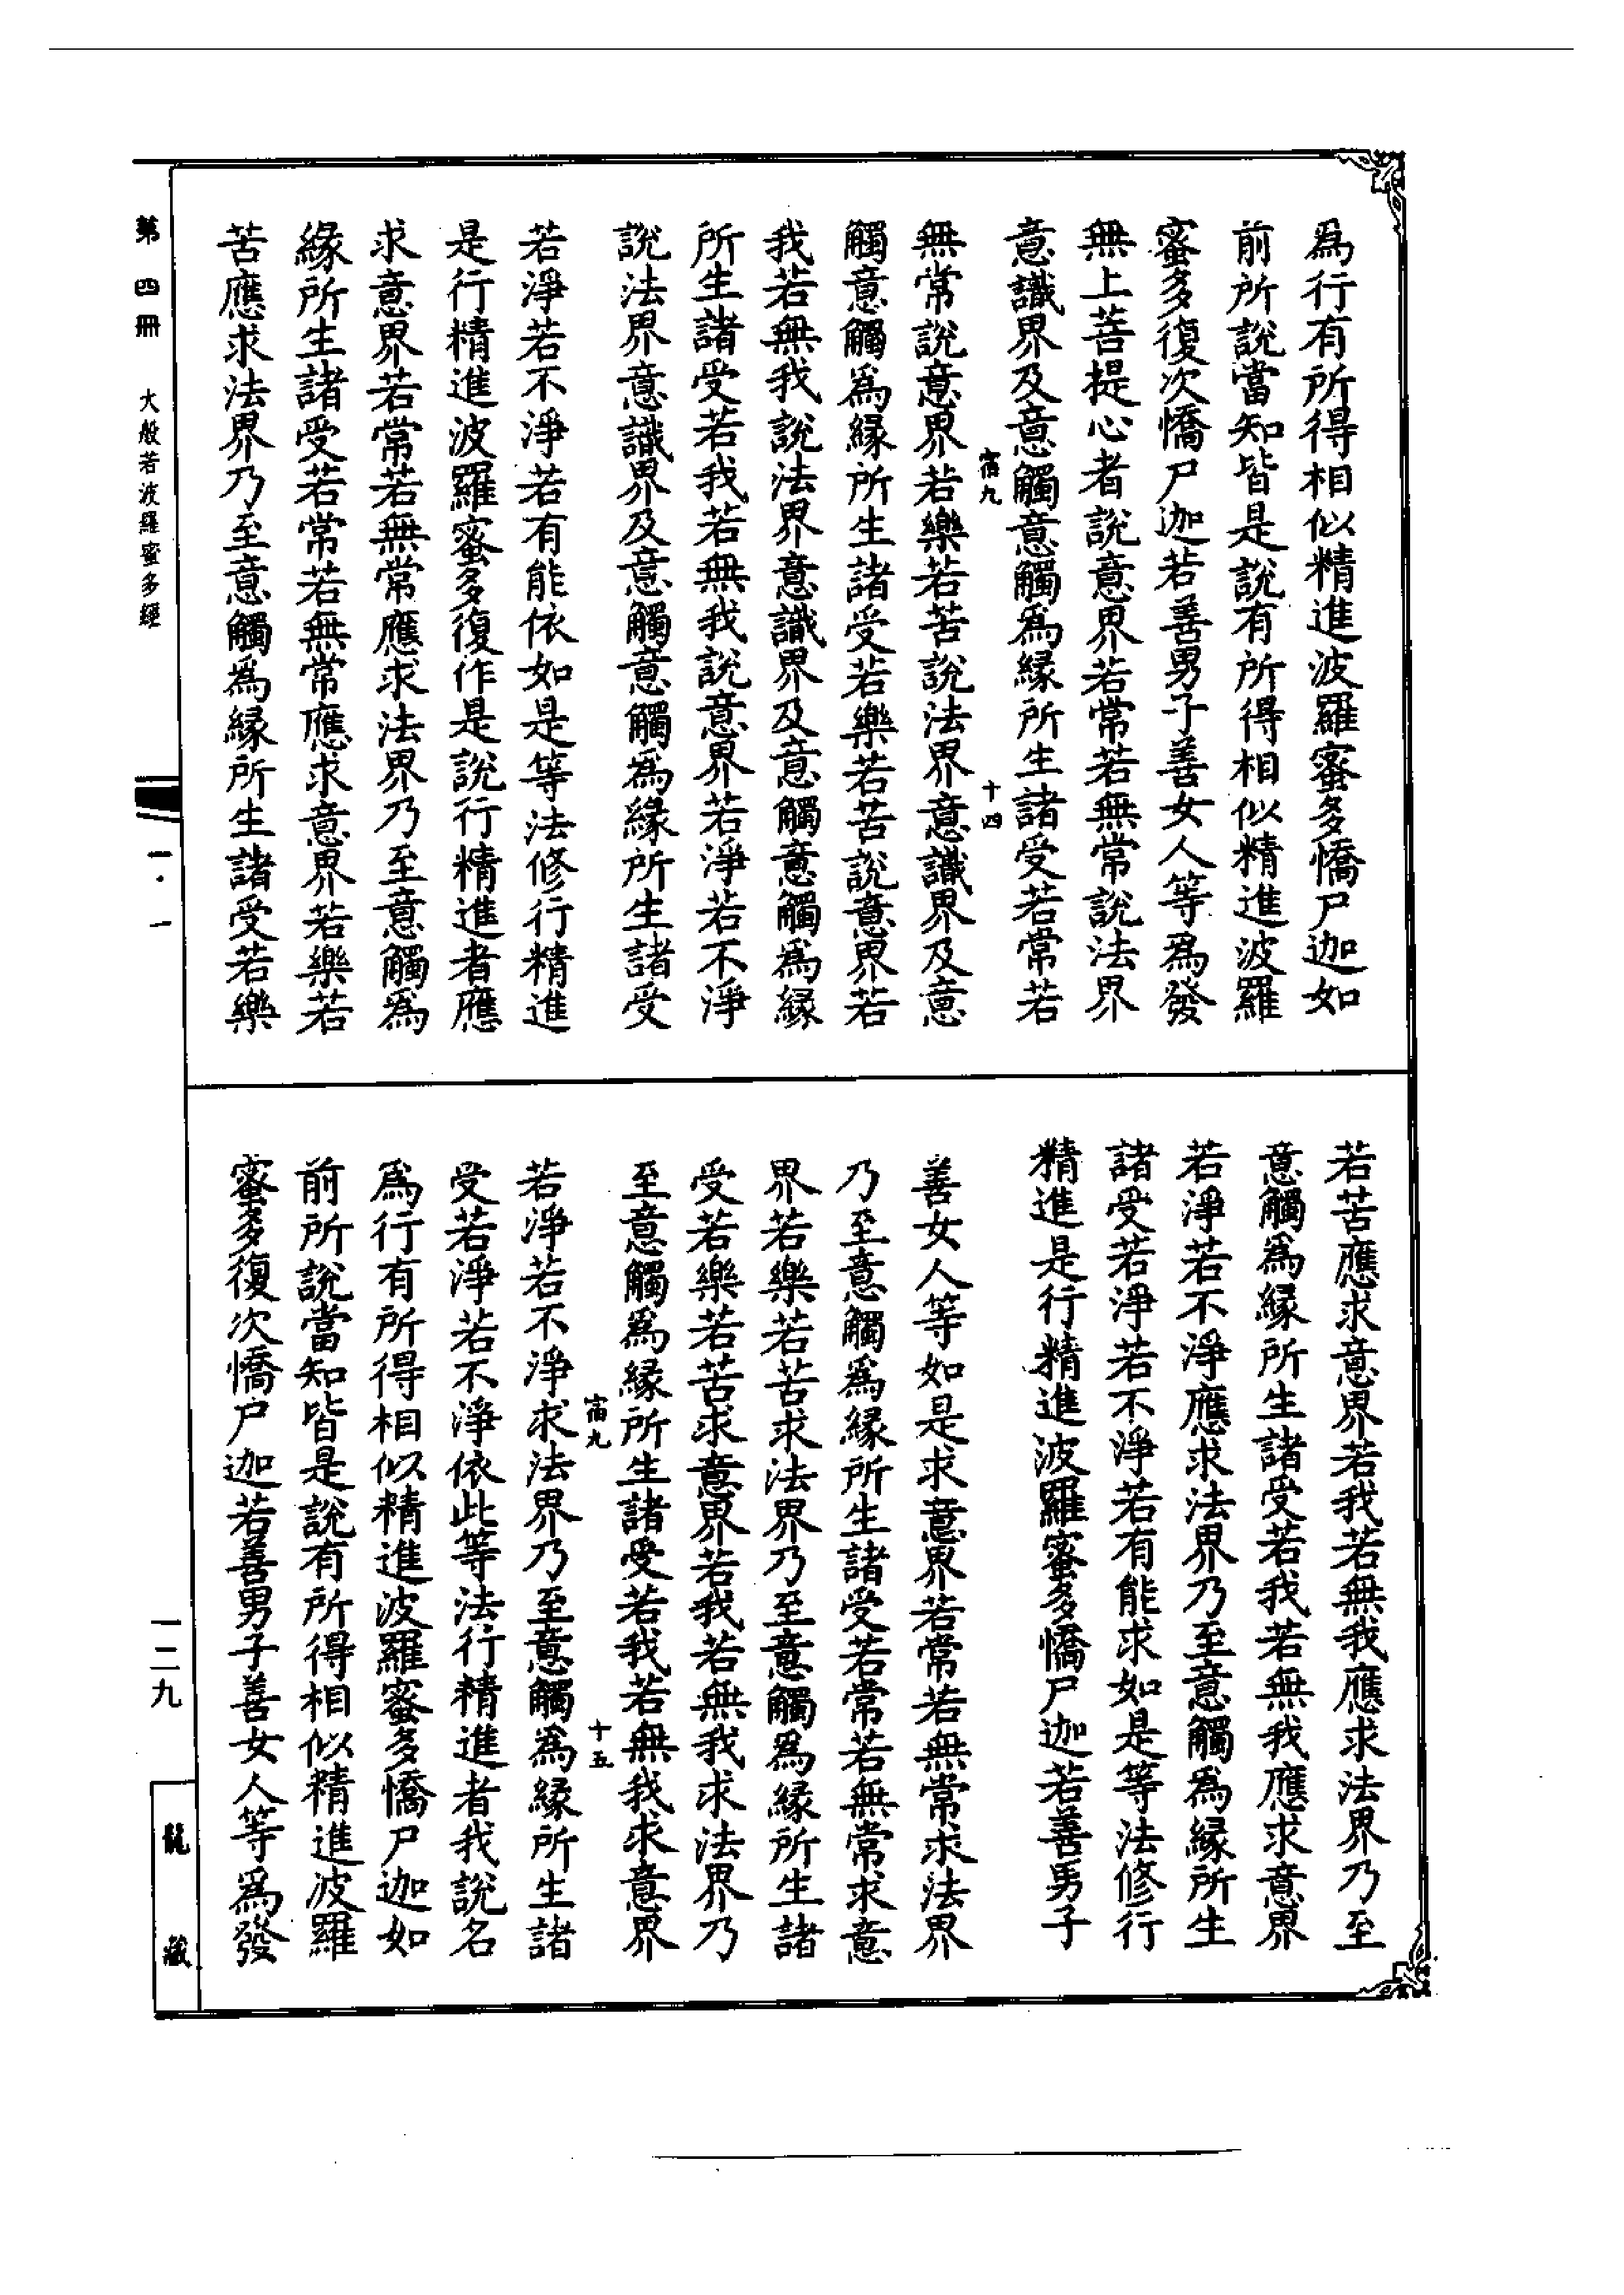 為行有所得相似精進波羅蜜多憍尸迦如
前所說當知皆是說有所得相似精進波羅
蜜多復次憍尸迦若善男子善女人等為發
無上菩提心者說意界若常若無常說法界
意識界及意觸意觸為緣所生諸受若常若
宿九
十四
無常說意界若樂若苦說法界意識界及意
觸意觸為緣所生諸受若樂若苦說意界若
我若無我說法界意識界及意觸意觸為緣
所生諸受若我若無我說意界若淨若不淨
說法界意識界及意觸意觸為緣所生諸受
若淨若不淨若有能依如是等法修行精進
是行精進波羅蜜多復作是說行精進者應
求意界若常若無常應求法界乃至意觸為
緣所生諸受若常若無常應求意界若樂若
苦應求法界乃至意觸為緣所生諸受若樂
若苦應求意界若我若無我應求法界乃至
意觸為緣所生諸受若我若無我應求意界
若淨若不淨應求法界乃至意觸為緣所生
諸受若淨若不淨若有能求如是等法修行
精進是行精進波羅蜜多憍尸迦若善男子
善女人等如是求意界若常若無常求法界
乃至意觸為緣所生諸受若常若無常求意
界若樂若苦求法界乃至意觸為緣所生諸
受若樂若苦求意界若我若無我求法界乃
至意觸為緣所生諸受若我若無我求意界
宿九
十五
若淨若不淨求法界乃至意觸為緣所生諸
受若淨若不淨依此等法行精進者我說名
為行有所得相似精進波羅蜜多憍尸迦如
前所說當知皆是說有所得相似精進波羅
蜜多復次憍尸迦若善男子善女人等為發
第四冊
大般若波羅蜜多經
一·一
一二九
龍藏